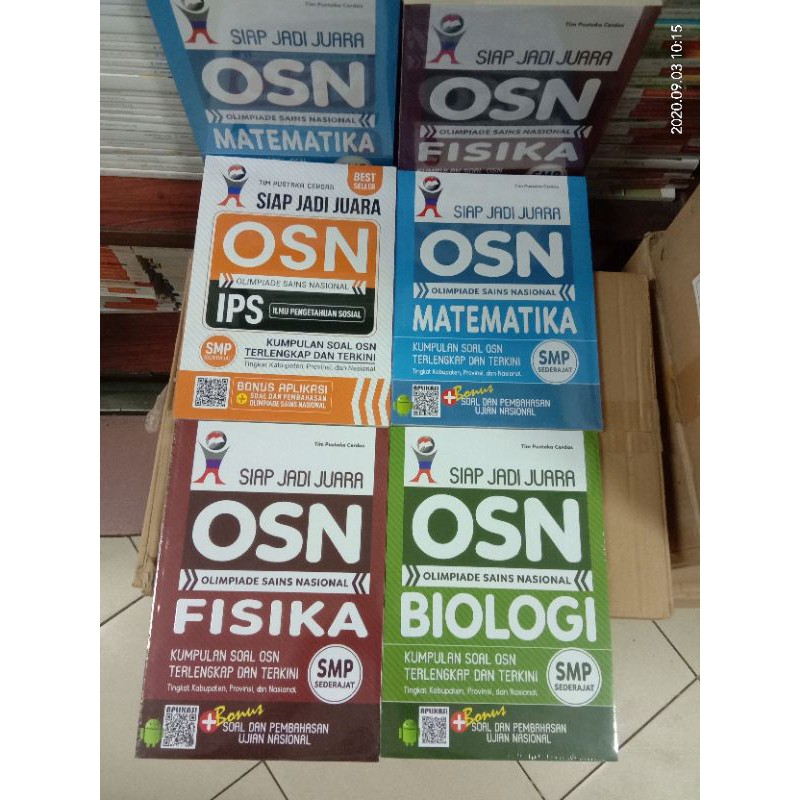 SIAP JADI JUARA
OSN
OLIMPIADE SAINS NASIONAL
MATEMATIKA
Tim Pustaka Cerdas
SIAP JADI JUARA
OSN
OLIMPIADE SAINS NASIONAL
FISIKA
2020.09.03 10:15
TIM PUSTAKA CERDAS
BEST
SELLER
SIAP JADI JUARA
OSN
OLIMPIADE SAINS NASIONAL
IPS
ILMU PENGETAHUAN SOSIAL
SMP
SEDERAJAT
KUMPULAN SOAL OSN
TERLENGKAP DAN TERKINI
Tingkat Kabupaten, Provinsi, dan Nasional
BONUS APLIKASI
+ SOAL DAN PEMBAHASAN
OLIMPIADE SAINS NASIONAL
Tim Pustaka Cerdas
SIAP JADI JUARA
OSN
OLIMPIADE SAINS NASIONAL
MATEMATIKA
KUMPULAN SOAL OSN
TERLENGKAP DAN TERKINI
Tingkat Kabupaten, Provinsi, dan Nasional
SMP
SEDERAJAT
APLIKASI
+Bonus
SOAL DAN PEMBAHASAN
UJIAN NASIONAL
Tim Pustaka Cerdas
SIAP JADI JUARA
OSN
OLIMPIADE SAINS NASIONAL
FISIKA
KUMPULAN SOAL OSN
TERLENGKAP DAN TERKINI
Tingkat Kabupaten, Provinsi, dan Nasional
SMP
SEDERAJAT
APLIKASI
+Bonus
SOAL DAN PEMBAHASAN
UJIAN NASIONAL
Tim Pustaka Cerdas
SIAP JADI JUARA
OSN
OLIMPIADE SAINS NASIONAL
BIOLOGI
KUMPULAN SOAL OSN
TERLENGKAP DAN TERKINI
Tingkat Kabupaten, Provinsi, dan Nasional
SMP
SEDERAJAT
APLIKASI
+Bonus
SOAL DAN PEMBAHASAN
UJIAN NASIONAL